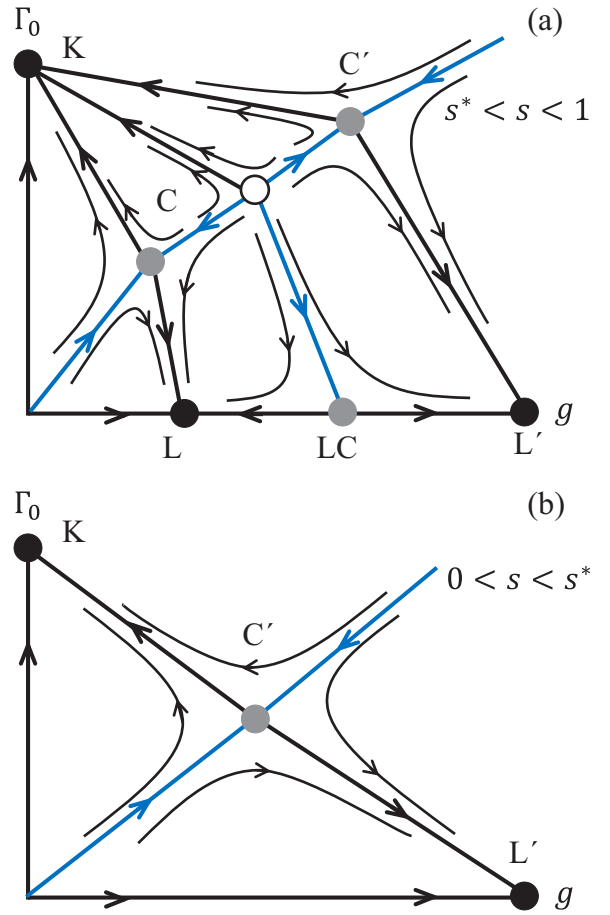 Γ₀ K (a)
C′
s* < s < 1
C
g
L LC L′
Γ₀ K (b)
0 < s < s*
C′
L′
g